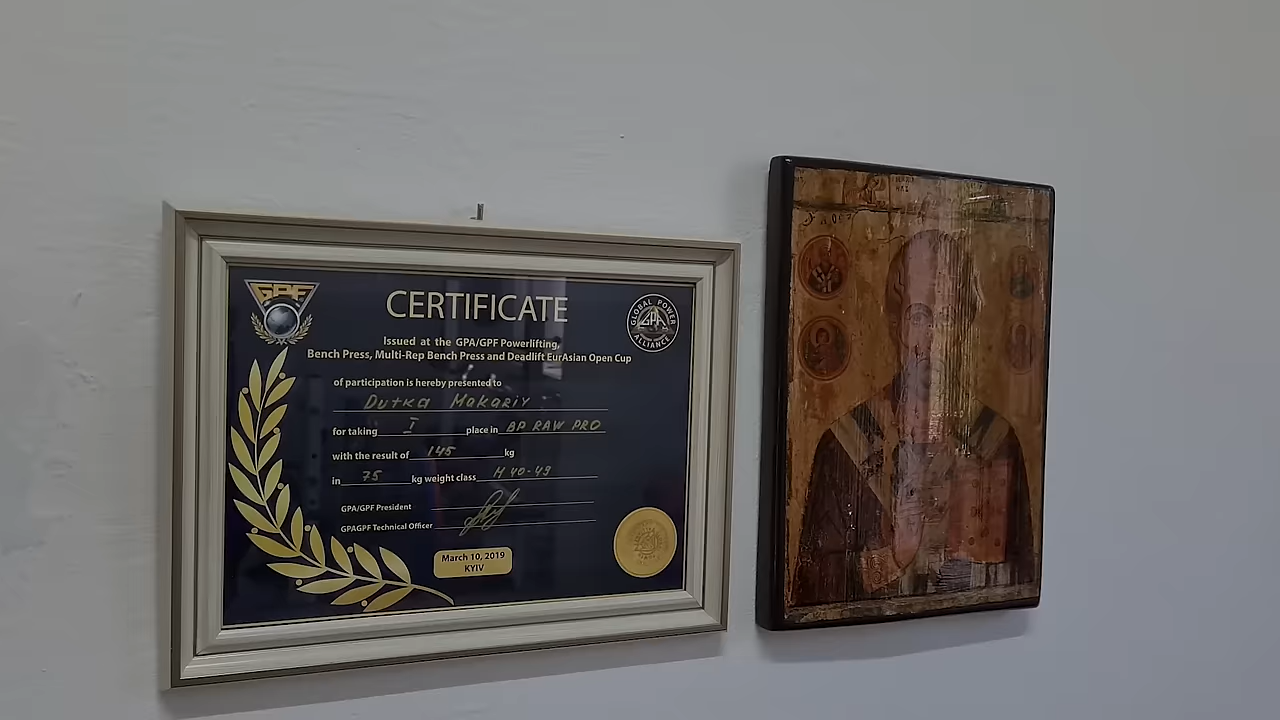 GPF
CERTIFICATE
GLOBAL POWER ALLIANCE
GPA
Issued at the GPA/GPF Powerlifting,
Bench Press, Multi-Rep Bench Press and Deadlift EurAsian Open Cup
of participation is hereby presented to
Dutka Makariy
for taking I place in BP RAW PRO
with the result of 145 kg
in 75 kg weight class M 40-49
GPA/GPF President
GPAGPF Technical Officer
March 10, 2019
KYIV